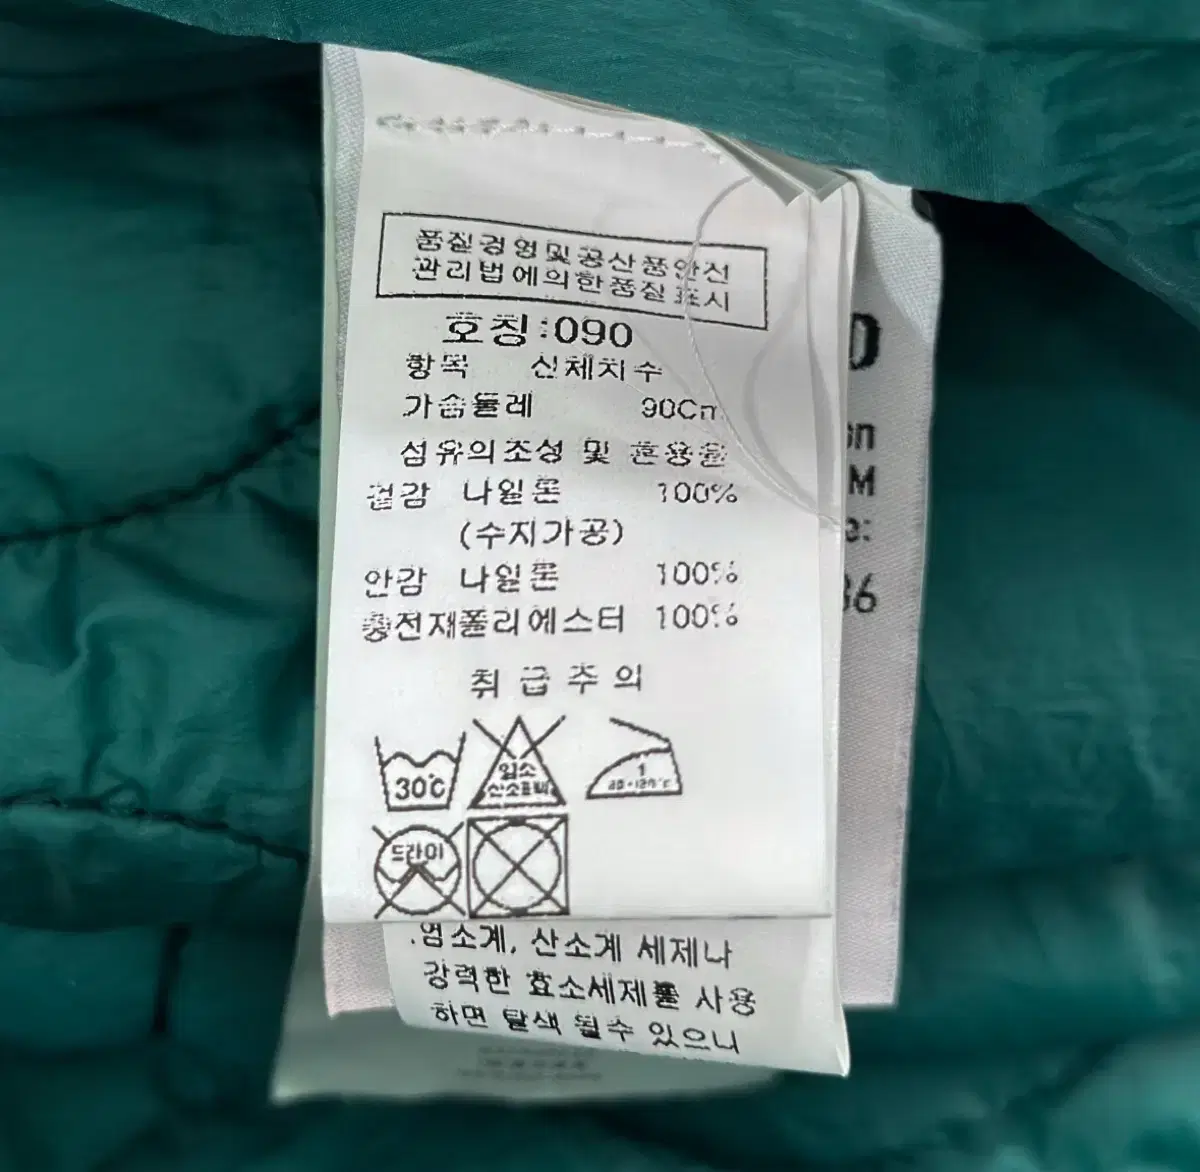 품질경영및공산품안전
관리법에의한품질표시
호칭:090
항목 신체치수
가슴둘레 90Cm
섬유의조성 및 혼용율
겉감 나일론 100%
(수지가공)
안감 나일론 100%
충전재폴리에스터 100%
취급주의
30℃
염소
산소표백
1
드라이
.염소계, 산소계 세제나
강력한 효소세제를 사용
하면 탈색 될수 있으니
M
36